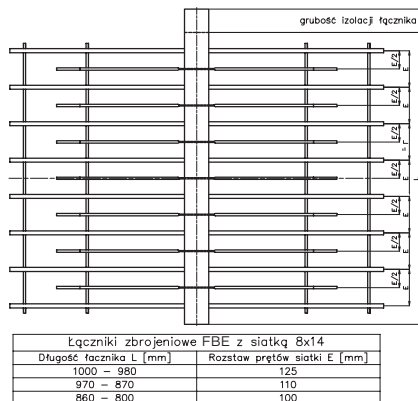 grubość izolacji łącznika
E/2
E
E/2
E
E/2
E
E/2
E
E/2
E
E/2
E
E/2
E
L
Łączniki zbrojeniowe FBE z siatką 8x14
Długość łacznika L [mm] Rozstaw prętów siatki E [mm]
1000 – 980 125
970 – 870 110
860 – 800 100